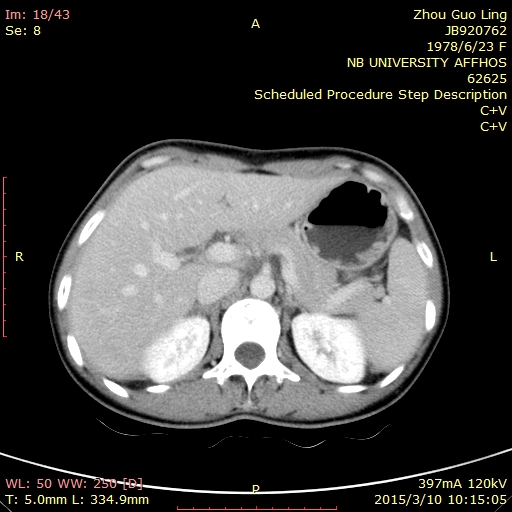 Im: 18/43
Se: 8
A
Zhou Guo Ling
JB920762
1978/6/23 F
NB UNIVERSITY AFFHOS
62625
Scheduled Procedure Step Description
C+V
C+V
R
L
WL: 50 WW: 250 [D]
T: 5.0mm L: 334.9mm
P
397mA 120kV
2015/3/10 10:15:05